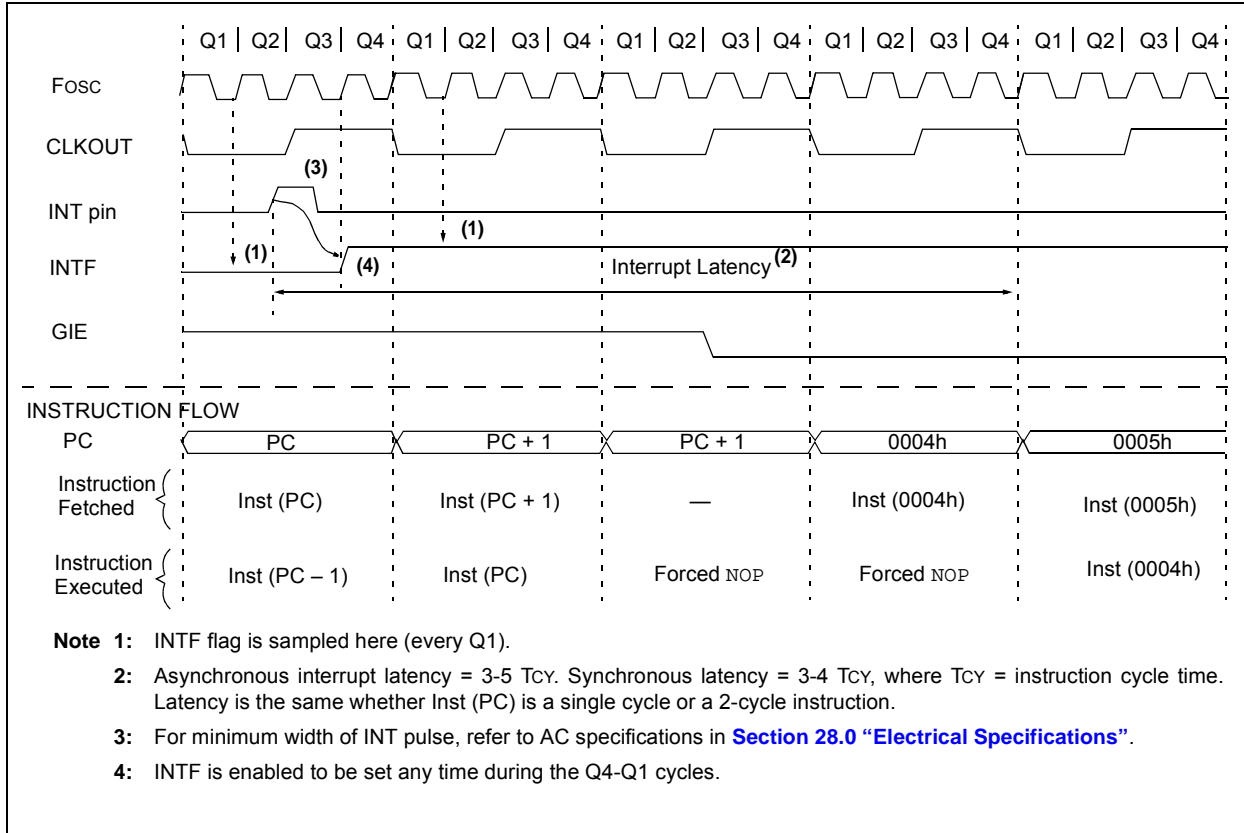 Q1 Q2 Q3 Q4 Q1 Q2 Q3 Q4 Q1 Q2 Q3 Q4 Q1 Q2 Q3 Q4 Q1 Q2 Q3 Q4
FOSC
CLKOUT
(3)
INT pin
(1) (1)
INTF (4) Interrupt Latency (2)
GIE
INSTRUCTION FLOW
PC PC PC + 1 PC + 1 0004h 0005h
Instruction
Fetched Inst (PC) Inst (PC + 1) — Inst (0004h) Inst (0005h)
Instruction
Executed Inst (PC – 1) Inst (PC) Forced NOP Forced NOP Inst (0004h)
Note 1: INTF flag is sampled here (every Q1).
2: Asynchronous interrupt latency = 3-5 TCY. Synchronous latency = 3-4 TCY, where TCY = instruction cycle time.
Latency is the same whether Inst (PC) is a single cycle or a 2-cycle instruction.
3: For minimum width of INT pulse, refer to AC specifications in Section 28.0 “Electrical Specifications”.
4: INTF is enabled to be set any time during the Q4-Q1 cycles.